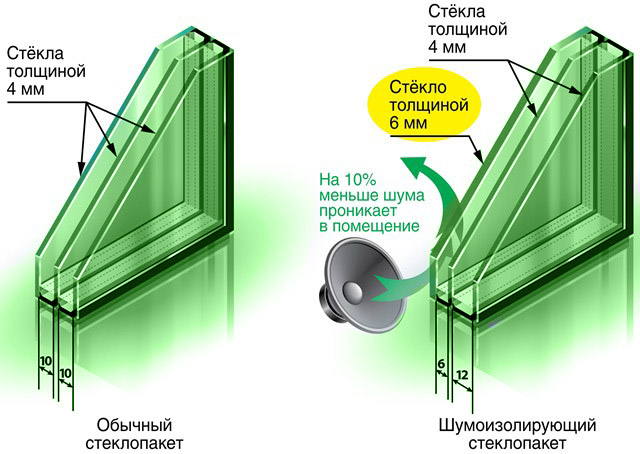 Стёкла
толщиной
4 мм
10
10
Обычный
стеклопакет
Стёкла
толщиной
4 мм
Стёкло
толщиной
6 мм
На 10%
меньше шума
проникает
в помещение
6
12
Шумоизолирующий
стеклопакет